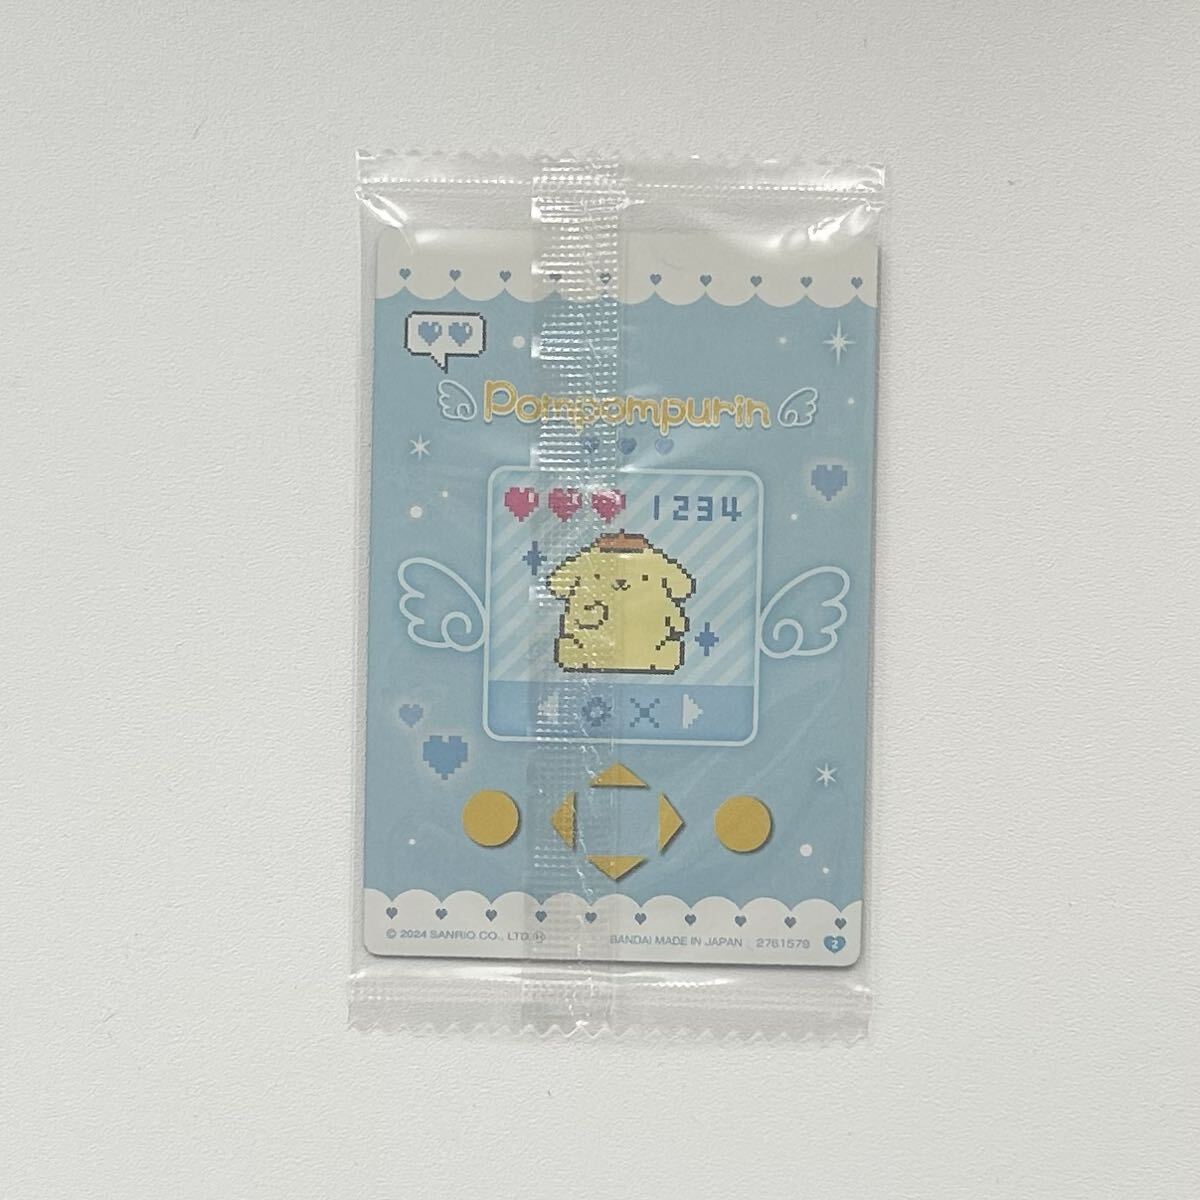 Pompompurin
1234
© 2024 SANRIO CO., LTD. Ⓗ BANDAI MADE IN JAPAN 2761579 2